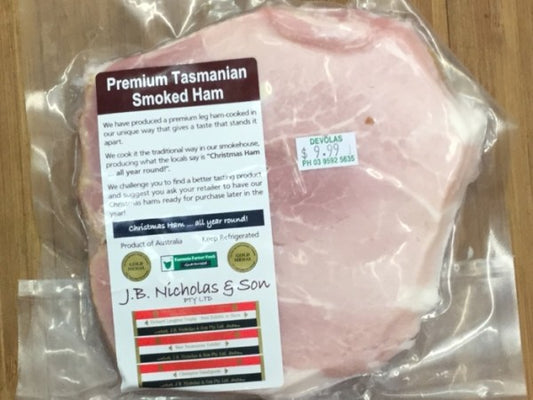 Premium Tasmanian
Smoked Ham
We have produced a premium leg ham cooked in
our unique way that gives a taste that stands it
apart.
We cook it the traditional way in our smokehouse,
producing what the locals say is "Christmas Ham
... all year round!".
We challenge you to find a better tasting product
and suggest you ask your retailer to have our
Christmas hams ready for purchase later in the
year!
Christmas Ham ... all year round!
Product of Australia Keep Refrigerated
GOLD
MEDAL
GOLD
MEDAL
J.B. Nicholas & Son
PTY LTD
DEVOLAS
$ 9.99
PH 03 9592 5635